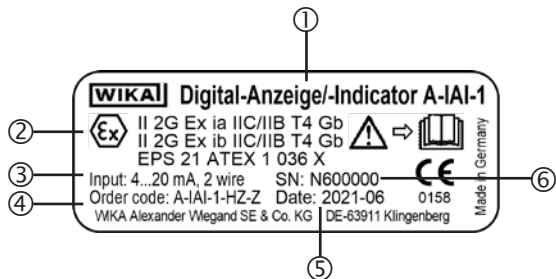 ①
WIKAI Digital-Anzeige/-Indicator A-IAI-1
② Ex II 2G Ex ia IIC/IIB T4 Gb
II 2G Ex ib IIC/IIB T4 Gb
EPS 21 ATEX 1 036 X
③ Input: 4...20 mA, 2 wire SN: N600000 CE ⑥
④ Order code: A-IAI-1-HZ-Z Date: 2021-06 0158
WIKA Alexander Wiegand SE & Co. KG DE-63911 Klingenberg
Made in Germany
⑤